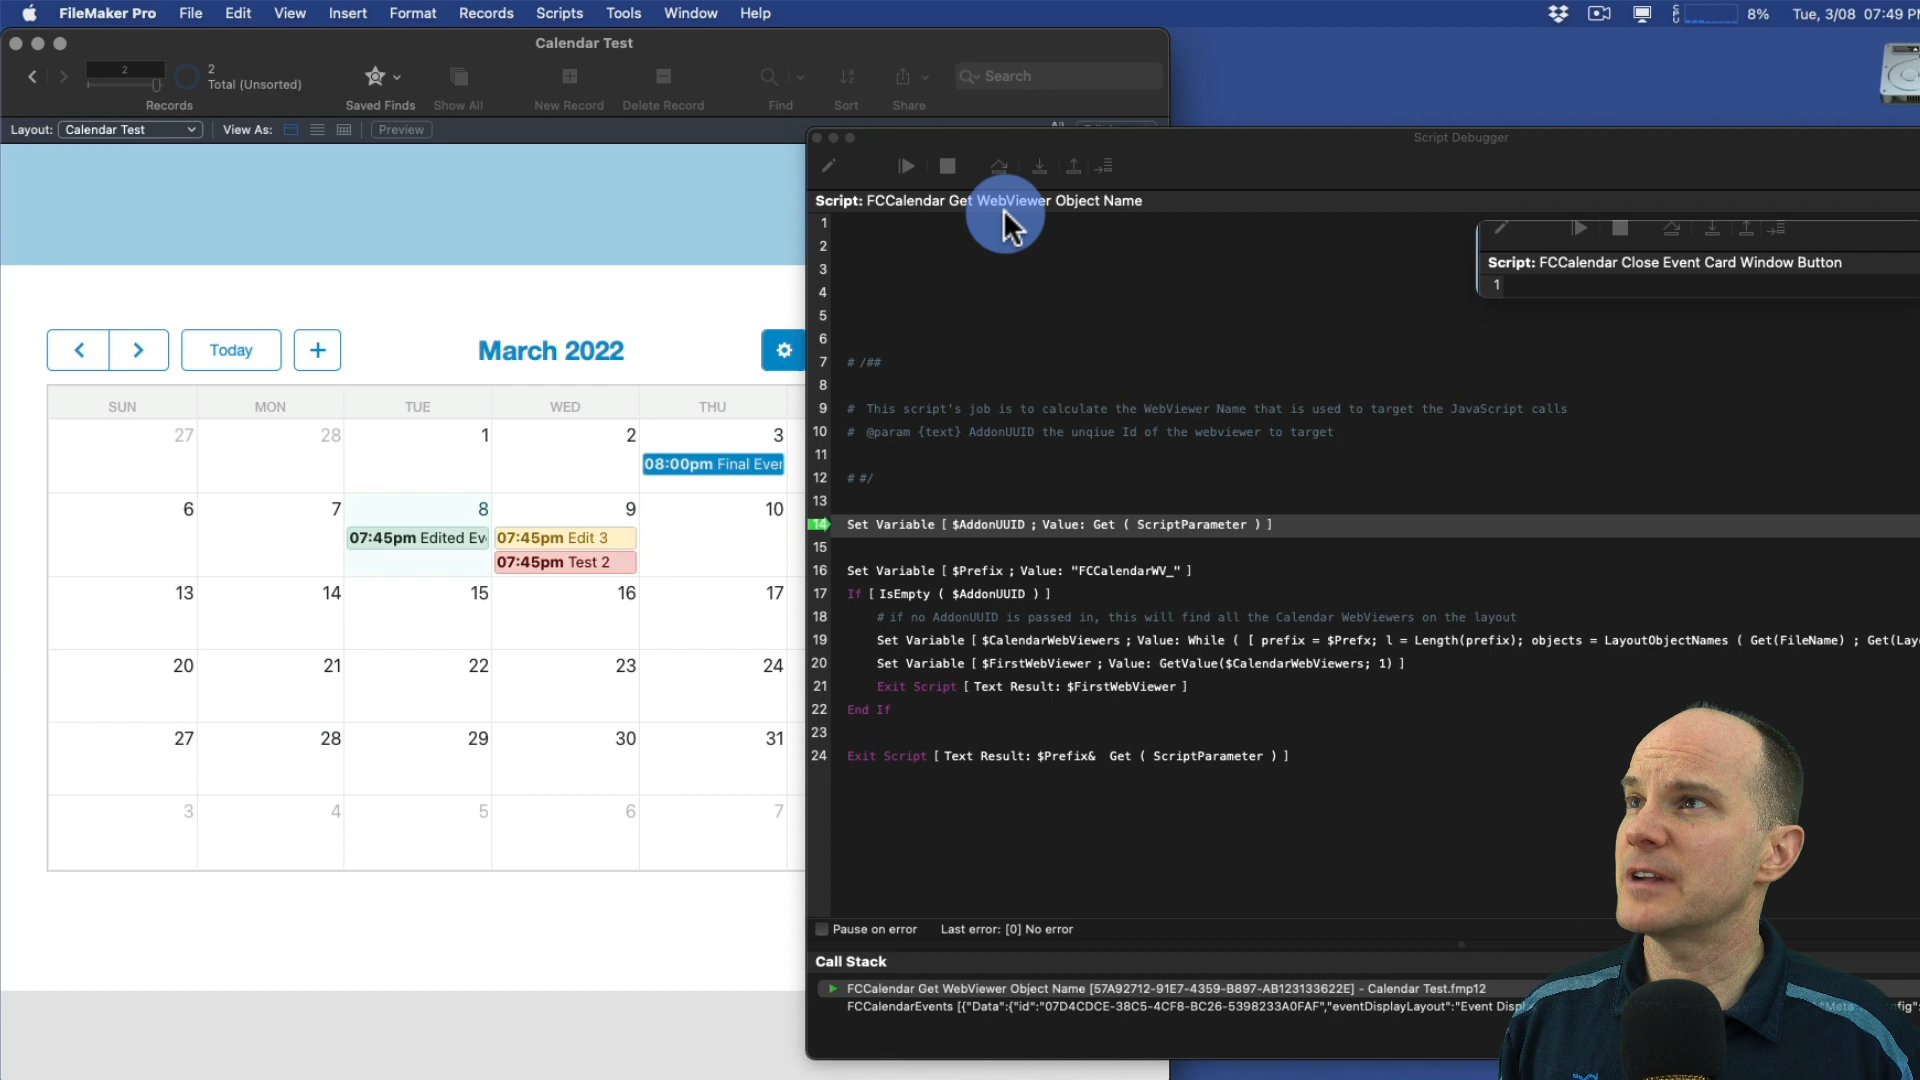 FileMaker Pro File Edit View Insert Format Records Scripts Tools Window Help
8% Tue, 3/08 07:49 PM
Calendar Test
2
2
Total (Unsorted)
Search
Records Saved Finds Show All New Record Delete Record Find Sort Share
Layout: Calendar Test View As: Preview
Script Debugger
Script: FCCalendar Get WebViewer Object Name
Script: FCCalendar Close Event Card Window Button
1
Today + March 2022
SUN MON TUE WED THU
27 28 1 2 3
08:00pm Final Even
6 7 8 9 10
07:45pm Edited Ev
07:45pm Edit 3
07:45pm Test 2
13 14 15 16 17
20 21 22 23 24
27 28 29 30 31
3 4 5 6 7
1
2
3
4
5
6
7 # /##
8
9 # This script's job is to calculate the WebViewer Name that is used to target the JavaScript calls
10 # @param {text} AddonUUID the unqiue Id of the webviewer to target
11
12 # #/
13
14 Set Variable [ $AddonUUID ; Value: Get ( ScriptParameter ) ]
15
16 Set Variable [ $Prefix ; Value: "FCCalendarWV_" ]
17 If [ IsEmpty ( $AddonUUID ) ]
18 # if no AddonUUID is passed in, this will find all the Calendar WebViewers on the layout
19 Set Variable [ $CalendarWebViewers ; Value: While ( [ prefix = $Prefx; l = Length(prefix); objects = LayoutObjectNames ( Get(FileName) ; Get(Lay
20 Set Variable [ $FirstWebViewer ; Value: GetValue($CalendarWebViewers; 1) ]
21 Exit Script [ Text Result: $FirstWebViewer ]
22 End If
23
24 Exit Script [ Text Result: $Prefix& Get ( ScriptParameter ) ]
Pause on error Last error: [0] No error
Call Stack
FCCalendar Get WebViewer Object Name [57A92712-91E7-4359-B897-AB123133622E] - Calendar Test.fmp12
FCCalendarEvents [{"Data":{"id":"07D4CDCE-38C5-4CF8-BC26-5398233A0FAF","eventDisplayLayout":"Event Disp